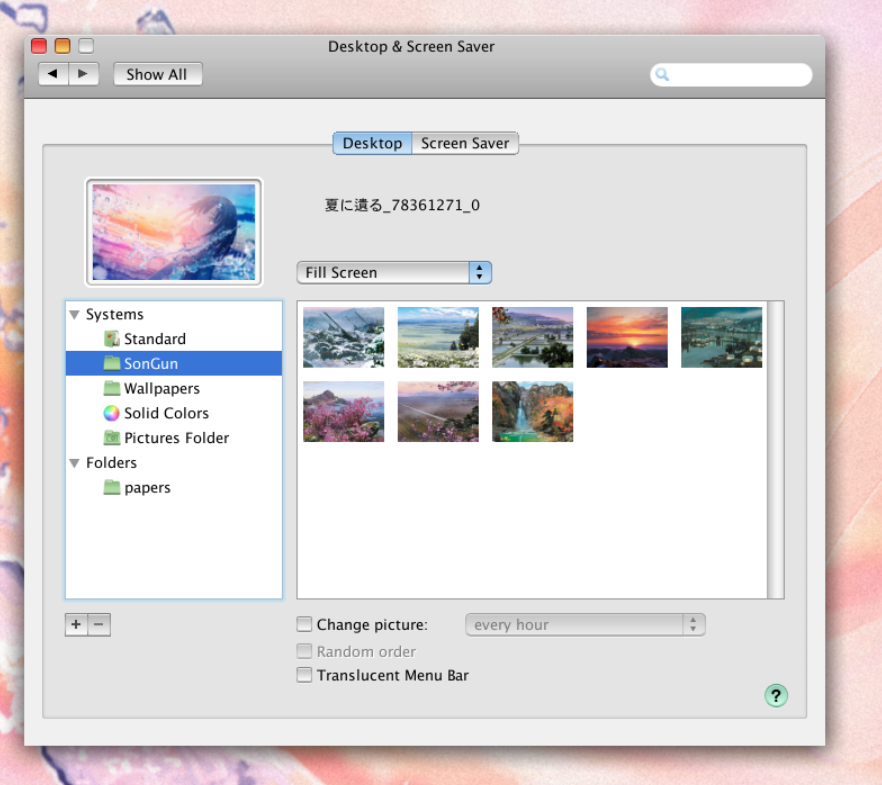 Desktop & Screen Saver
Show All
Desktop Screen Saver
夏に遺る_78361271_0
Fill Screen
Systems
Standard
SonGun
Wallpapers
Solid Colors
Pictures Folder
Folders
papers
+ −
Change picture: every hour
Random order
Translucent Menu Bar
?